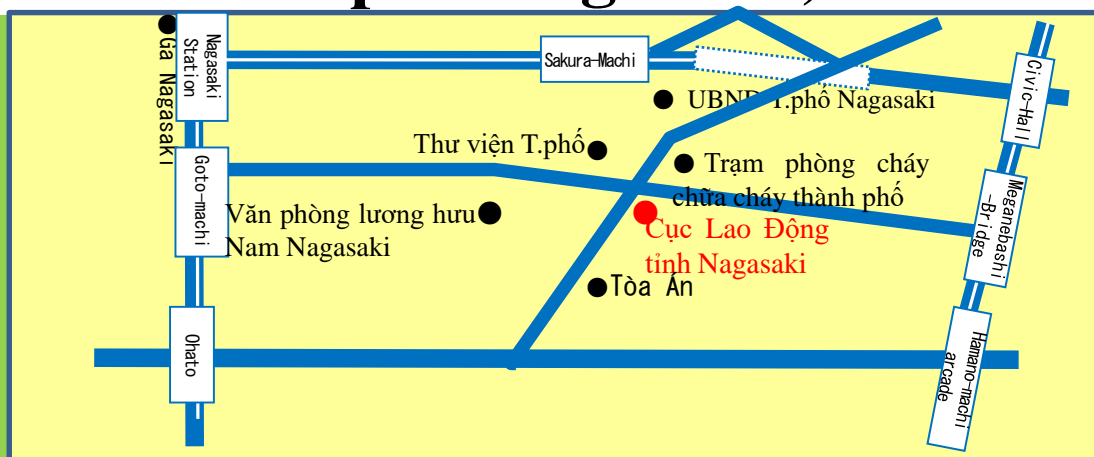 Nagasaki
Station
Ga Nagasaki
Sakura-Machi
Civic-Hall
UBND T.phố Nagasaki
Thư viện T.phố
Trạm phòng cháy
chữa cháy thành phố
Goto-machi
Văn phòng lương hưu
Nam Nagasaki
Cục Lao Động
tỉnh Nagasaki
Meganebashi
-Bridge
Tòa Án
Ohato
Hamano-machi
arcade